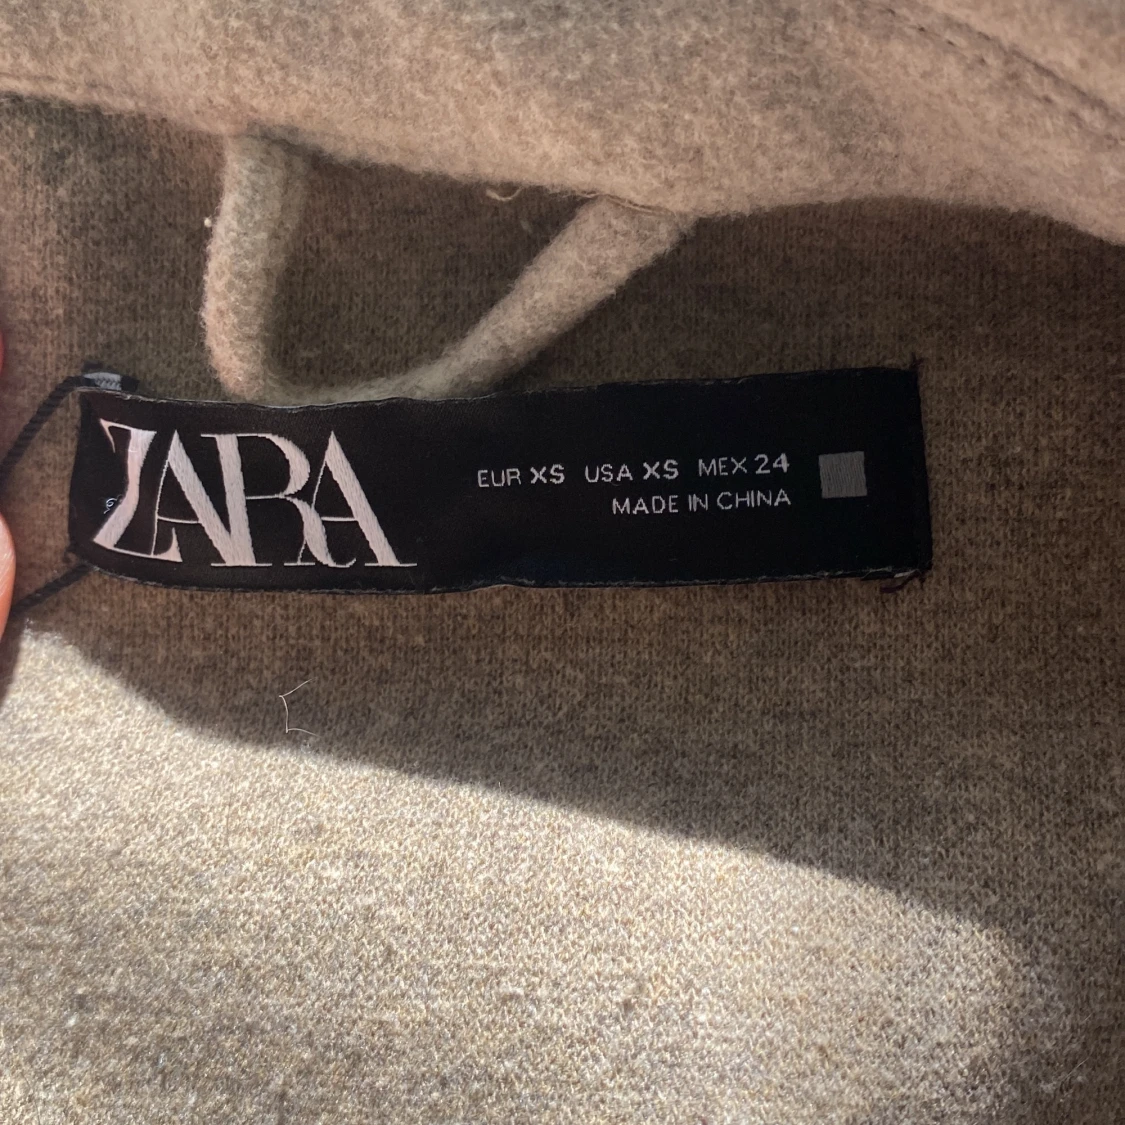 ZARA
EUR XS USA XS MEX 24
MADE IN CHINA